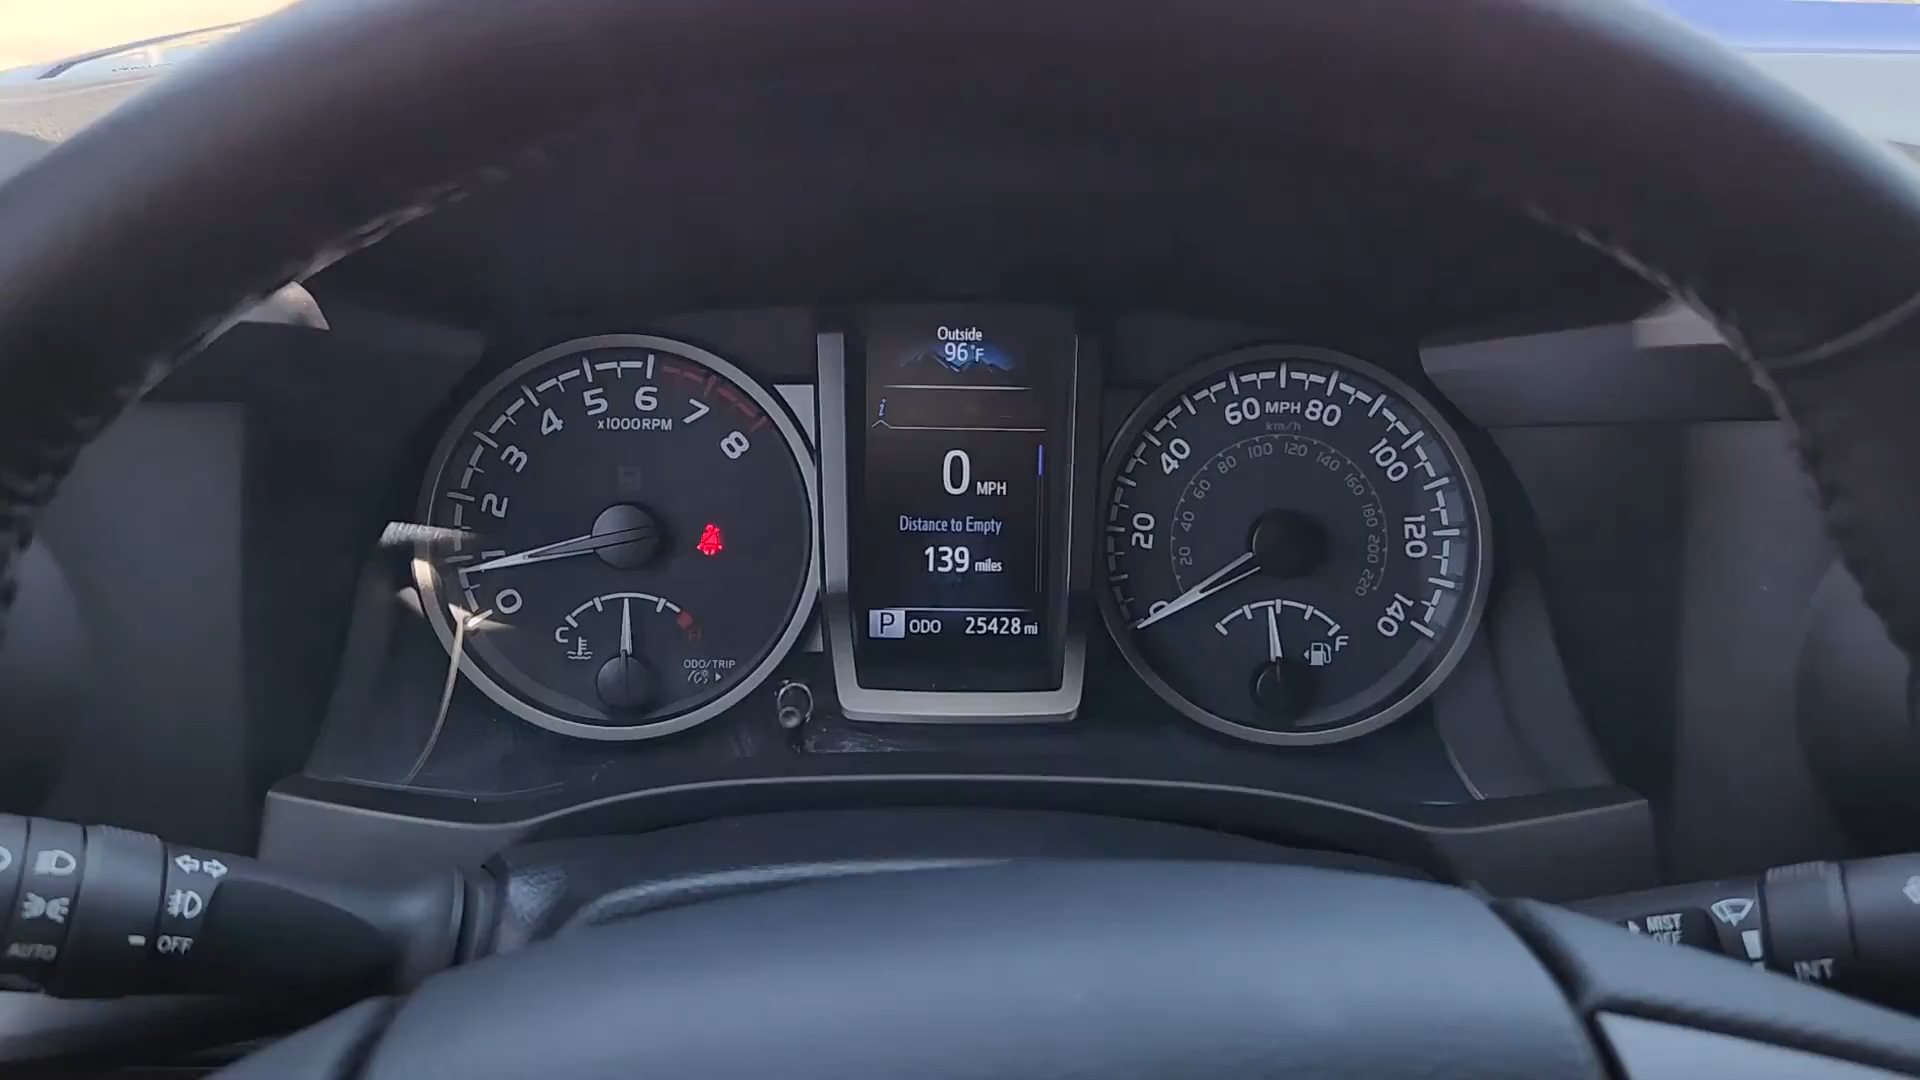 Outside
96°F
i
0 MPH
Distance to Empty
139 miles
P ODO 25428 mi
0 1 2 3 4 5 6 7 8
x1000RPM
C H
ODO/TRIP
0 20 40 60 80 100 120 140
MPH
km/h
20 40 60 80 100 120 140 160 180 200 220
F
AUTO
OFF
MIST
OFF
INT